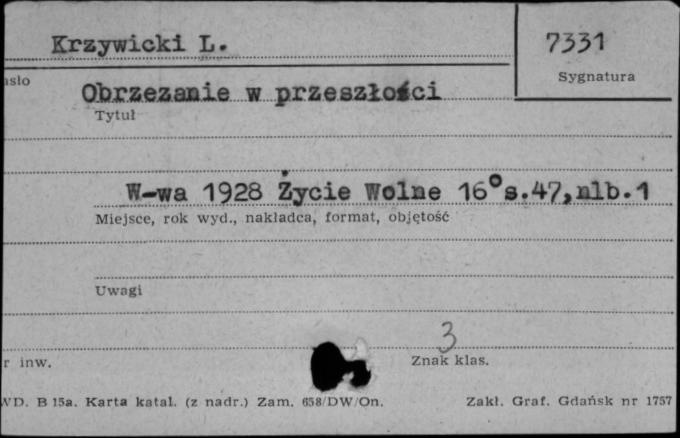 Krzywicki L.
7331
Sygnatura
asło
Obrzezanie w przeszłości
Tytuł
W-wa 1928 Życie Wolne 16° s.47, nlb.1
Miejsce, rok wyd., nakładca, format, objętość
Uwagi
3
r inw.
Znak klas.
WD. B 15a. Karta katal. (z nadr.) Zam. 658/DW/On.
Zakł. Graf. Gdańsk nr 1757